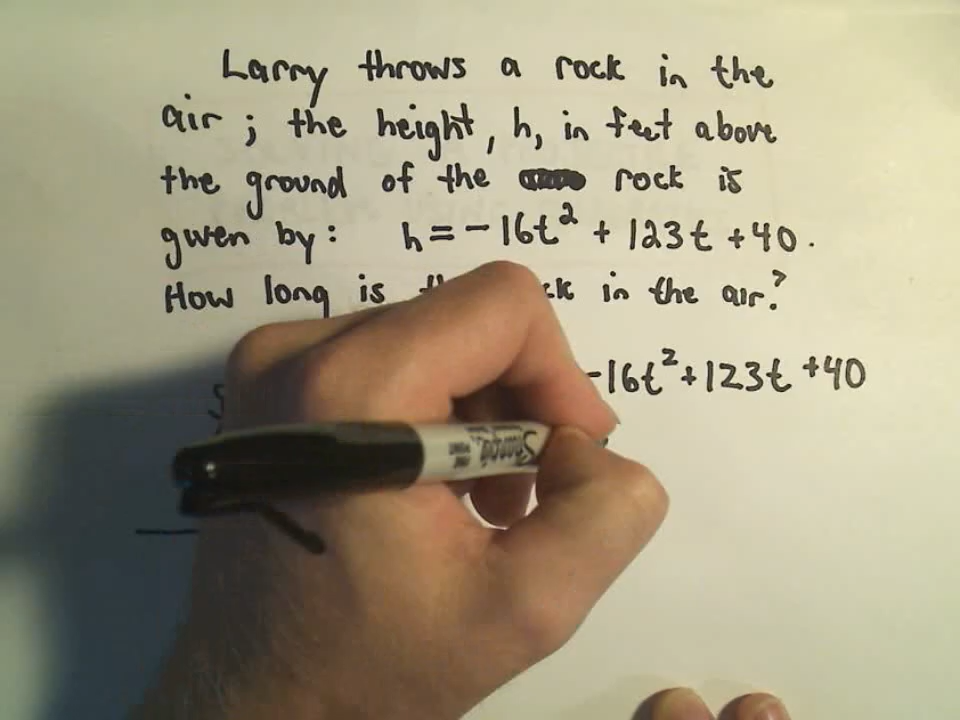 Larry throws a rock in the
air; the height, h, in feet above
the ground of the rock is
given by: h = -16t² + 123t + 40.
How long is in the air?
-16t² + 123t + 40
Sharpie